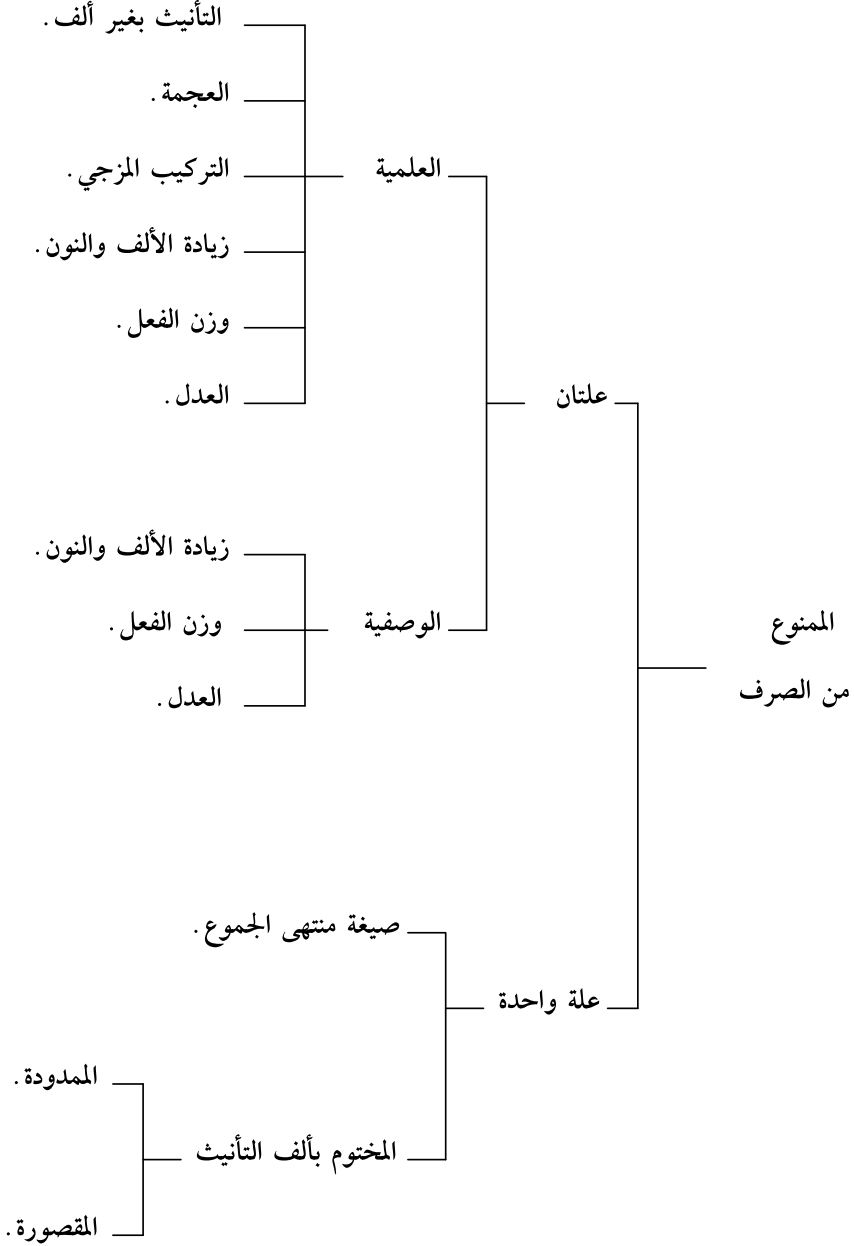 الممنوع
من الصرف
علتان
العلمية
التأنيث بغير ألف.
العجمة.
التركيب المزجي.
زيادة الألف والنون.
وزن الفعل.
العدل.
الوصفية
زيادة الألف والنون.
وزن الفعل.
العدل.
علة واحدة
صيغة منتهى الجموع.
المختوم بألف التأنيث
الممدودة.
المقصورة.